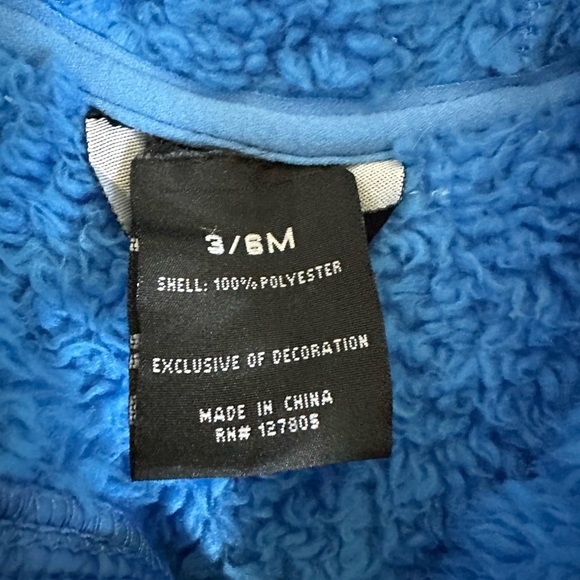 3/6M
SHELL: 100% POLYESTER
EXCLUSIVE OF DECORATION
MADE IN CHINA
RN# 127805